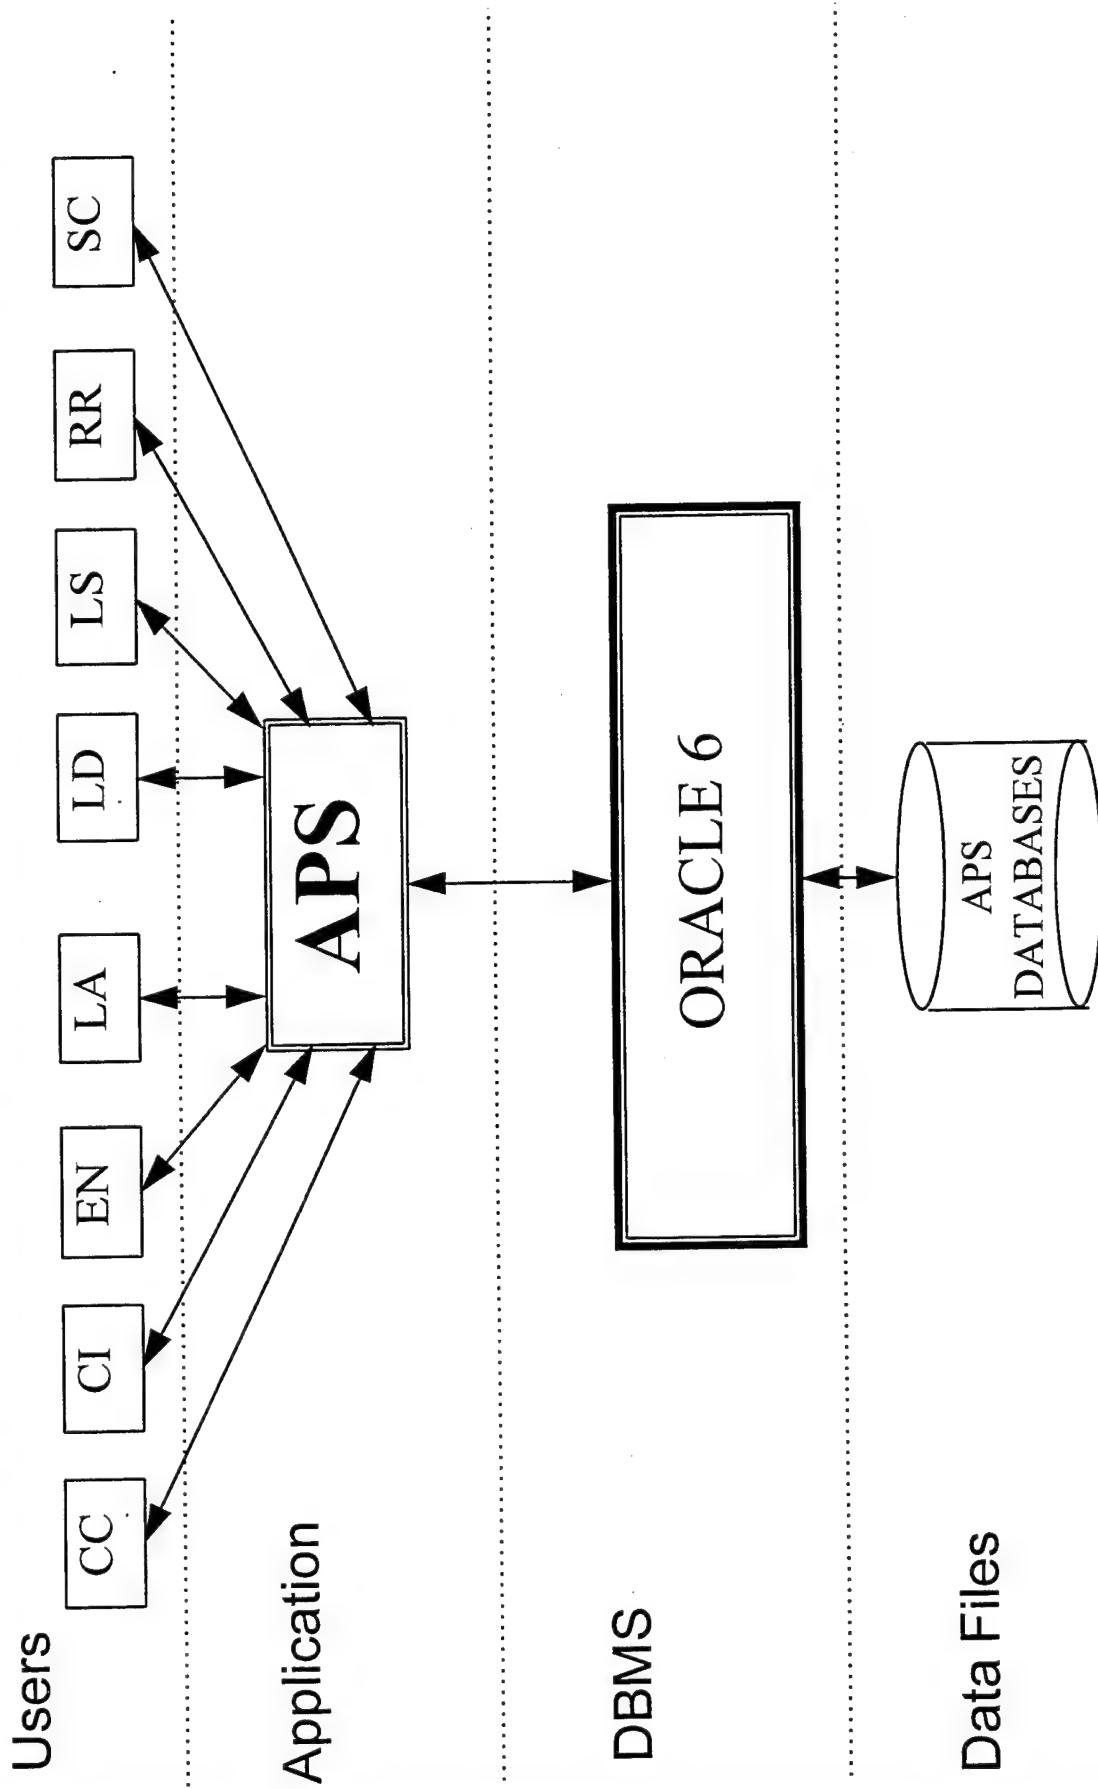 Users
CC
CI
EN
LA
LD
LS
RR
SC
Application
APS
DBMS
ORACLE 6
Data Files
APS
DATABASES